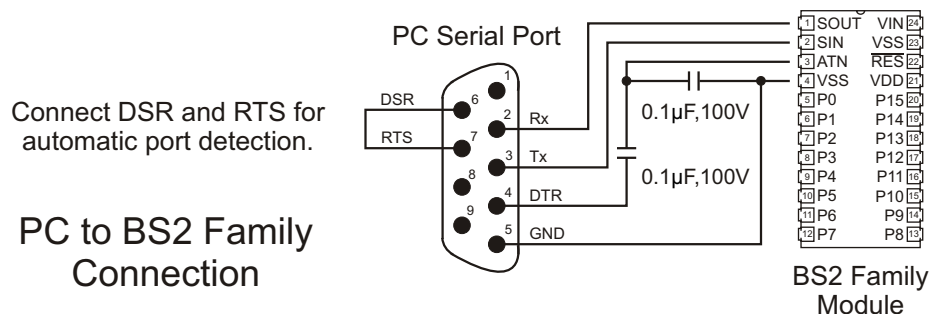 Connect DSR and RTS for
automatic port detection.
PC to BS2 Family
Connection
PC Serial Port
DSR
RTS
1
6
2
7
3
8
4
9
5
Rx
Tx
DTR
GND
0.1µF,100V
0.1µF,100V
1 SOUT VIN 24
2 SIN VSS 23
3 ATN RES 22
4 VSS VDD 21
5 P0 P15 20
6 P1 P14 19
7 P2 P13 18
8 P3 P12 17
9 P4 P11 16
10 P5 P10 15
11 P6 P9 14
12 P7 P8 13
BS2 Family
Module